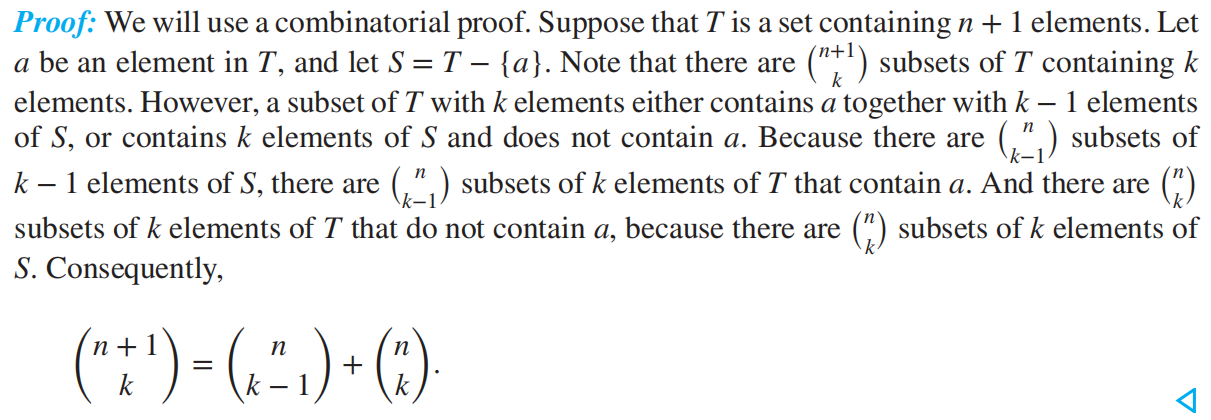 Proof: We will use a combinatorial proof. Suppose that T is a set containing n + 1 elements. Let
a be an element in T, and let S = T − {a}. Note that there are \binom{n+1}{k} subsets of T containing k
elements. However, a subset of T with k elements either contains a together with k − 1 elements
of S, or contains k elements of S and does not contain a. Because there are \binom{n}{k−1} subsets of
k − 1 elements of S, there are \binom{n}{k−1} subsets of k elements of T that contain a. And there are \binom{n}{k}
subsets of k elements of T that do not contain a, because there are \binom{n}{k} subsets of k elements of
S. Consequently,
\binom{n + 1}{k} = \binom{n}{k − 1} + \binom{n}{k}.
◁